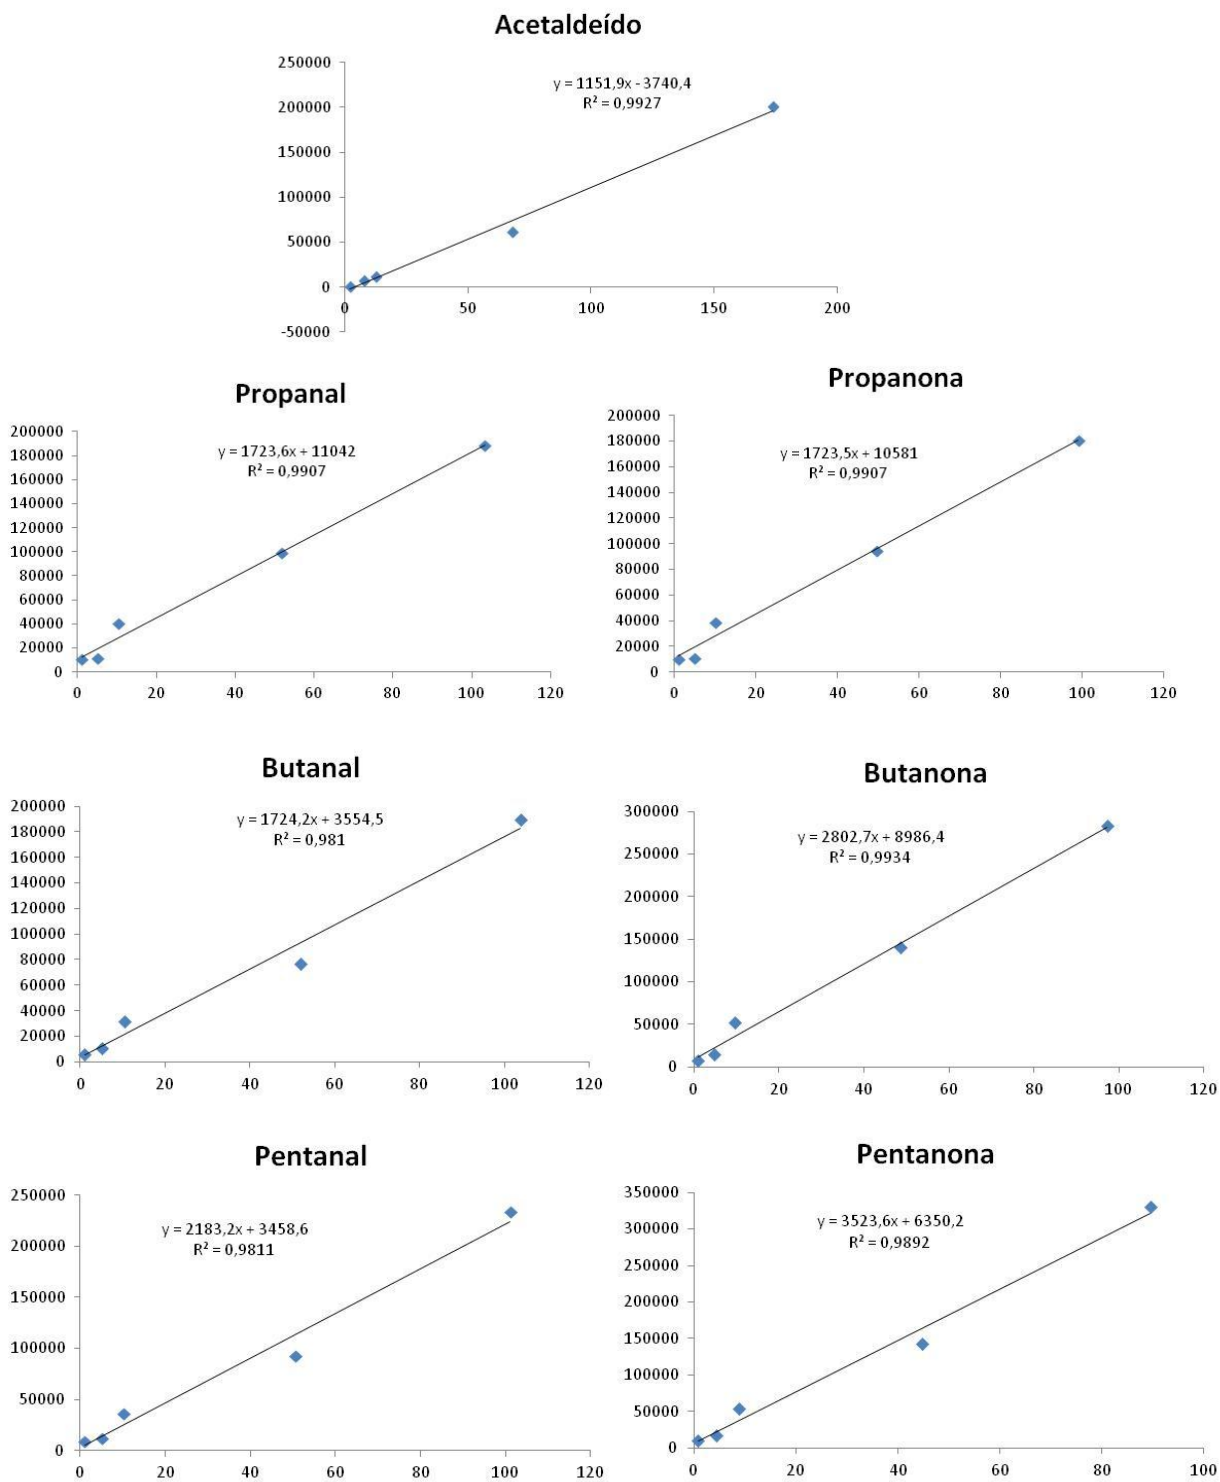 Acetaldeído
y = 1151,9x - 3740,4
R² = 0,9927
250000
200000
150000
100000
50000
0
-50000
0 50 100 150 200
Propanal
y = 1723,6x + 11042
R² = 0,9907
200000
180000
160000
140000
120000
100000
80000
60000
40000
20000
0
0 20 40 60 80 100 120
Propanona
y = 1723,5x + 10581
R² = 0,9907
200000
180000
160000
140000
120000
100000
80000
60000
40000
20000
0
0 20 40 60 80 100 120
Butanal
y = 1724,2x + 3554,5
R² = 0,981
200000
180000
160000
140000
120000
100000
80000
60000
40000
20000
0
0 20 40 60 80 100 120
Butanona
y = 2802,7x + 8986,4
R² = 0,9934
300000
250000
200000
150000
100000
50000
0
0 20 40 60 80 100 120
Pentanal
y = 2183,2x + 3458,6
R² = 0,9811
250000
200000
150000
100000
50000
0
0 20 40 60 80 100 120
Pentanona
y = 3523,6x + 6350,2
R² = 0,9892
350000
300000
250000
200000
150000
100000
50000
0
0 20 40 60 80 100